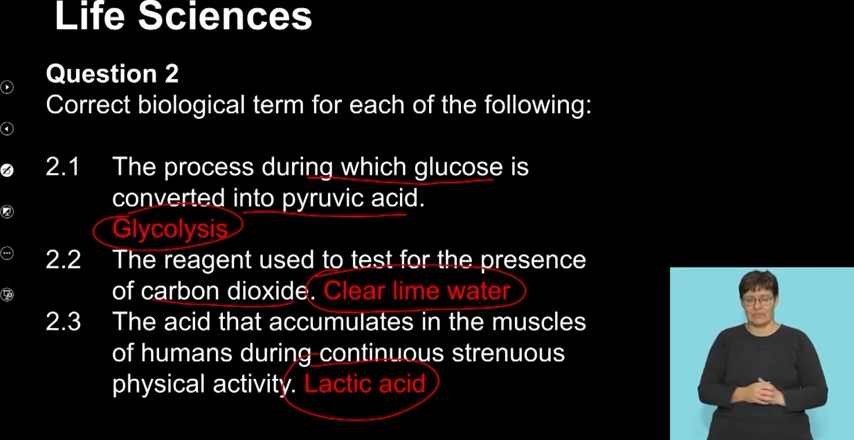 Life Sciences
Question 2
Correct biological term for each of the following:
2.1 The process during which glucose is
converted into pyruvic acid.
Glycolysis
2.2 The reagent used to test for the presence
of carbon dioxide. Clear lime water
2.3 The acid that accumulates in the muscles
of humans during continuous strenuous
physical activity. Lactic acid